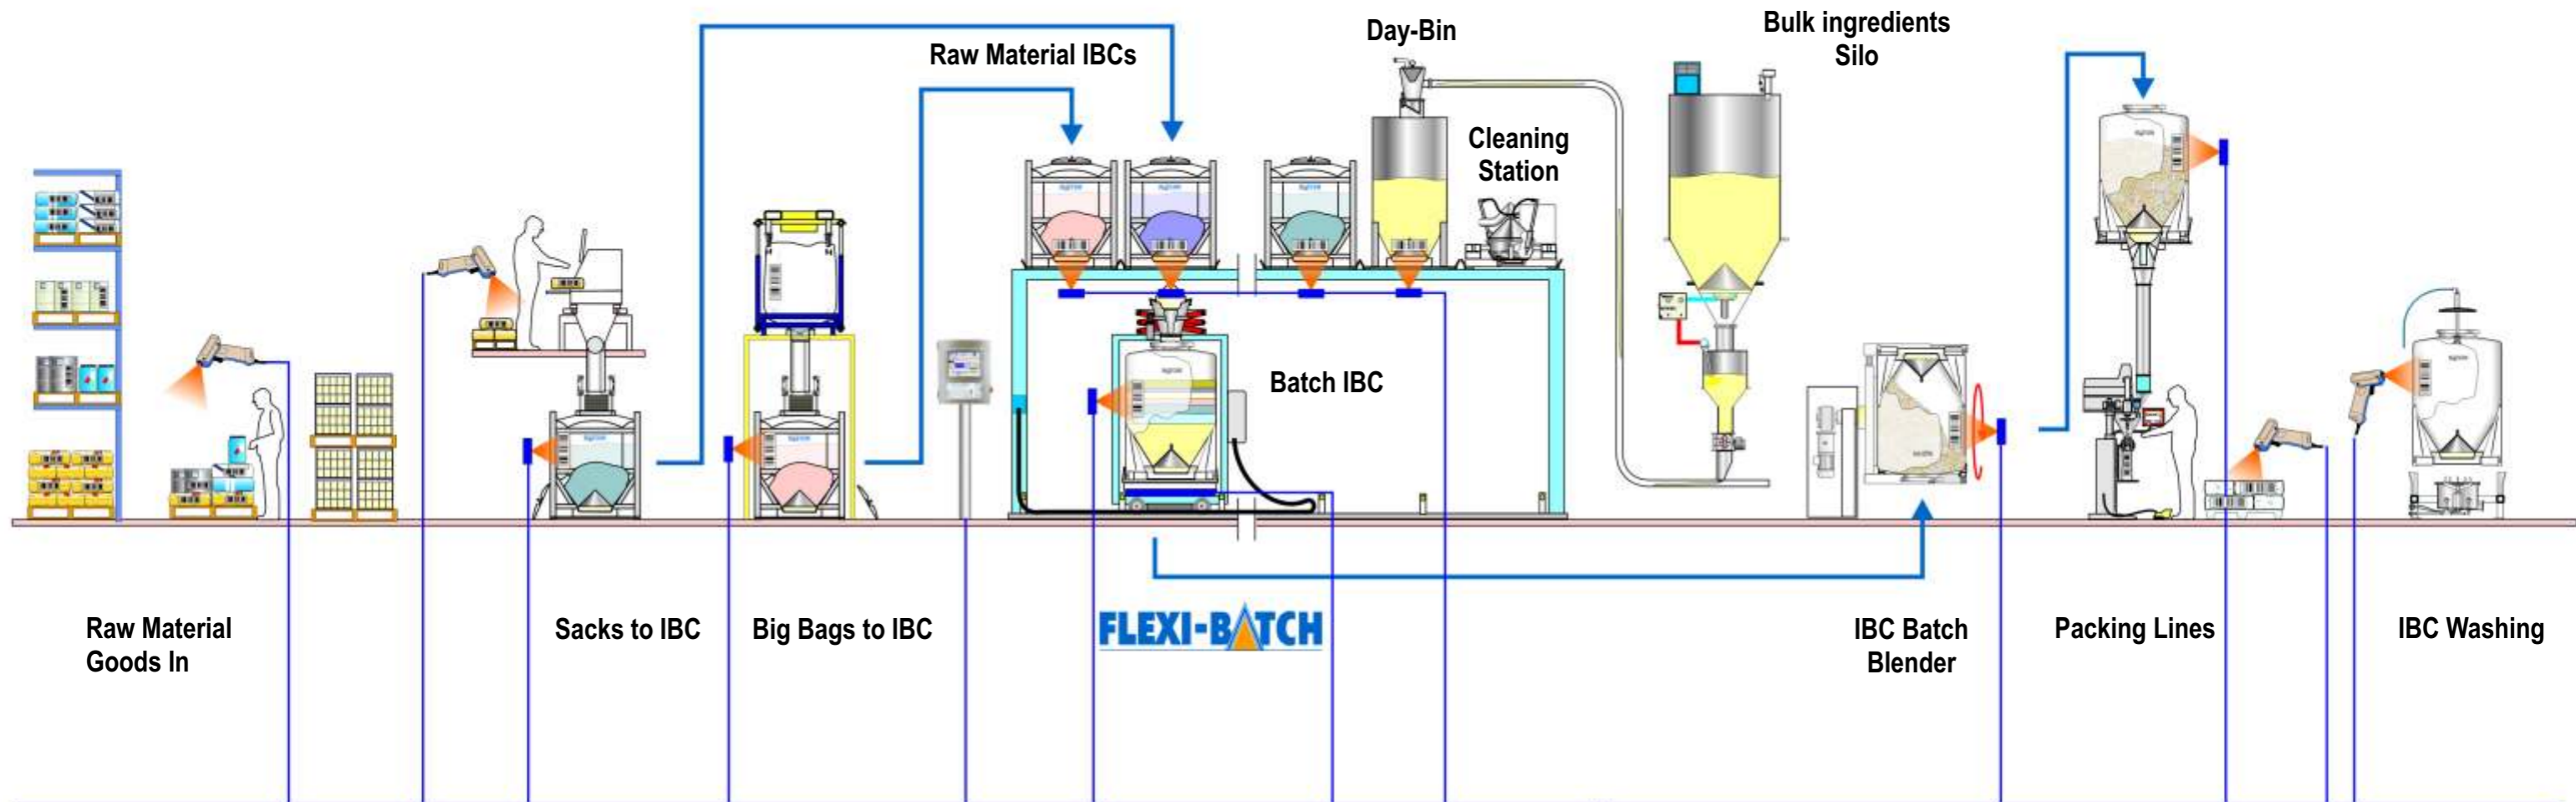 Raw Material IBCs
Day-Bin
Bulk ingredients
Silo
Cleaning
Station
Batch IBC
Raw Material
Goods In
Sacks to IBC
Big Bags to IBC
FLEXI-BATCH
IBC Batch
Blender
Packing Lines
IBC Washing